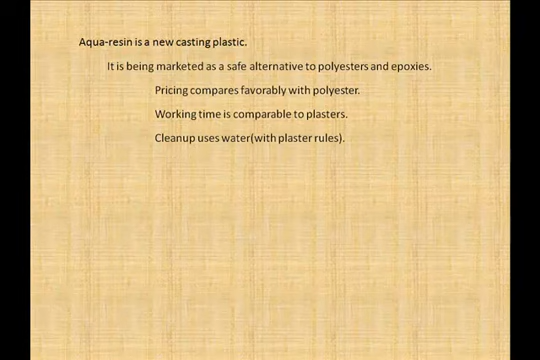 Aqua-resin is a new casting plastic.
It is being marketed as a safe alternative to polyesters and epoxies.
Pricing compares favorably with polyester.
Working time is comparable to plasters.
Cleanup uses water(with plaster rules).